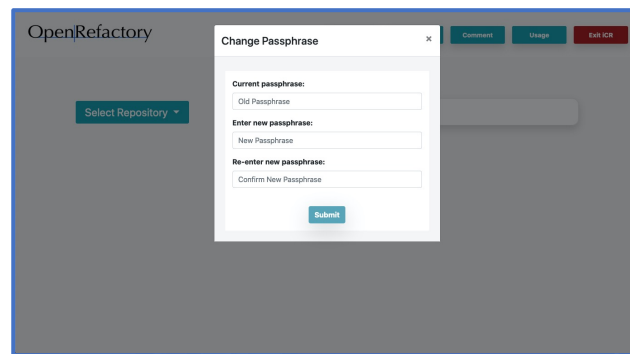 OpenRefactory
Change Passphrase ×
Comment
Usage
Exit ICR
Select Repository
Current passphrase:
Old Passphrase
Enter new passphrase:
New Passphrase
Re-enter new passphrase:
Confirm New Passphrase
Submit